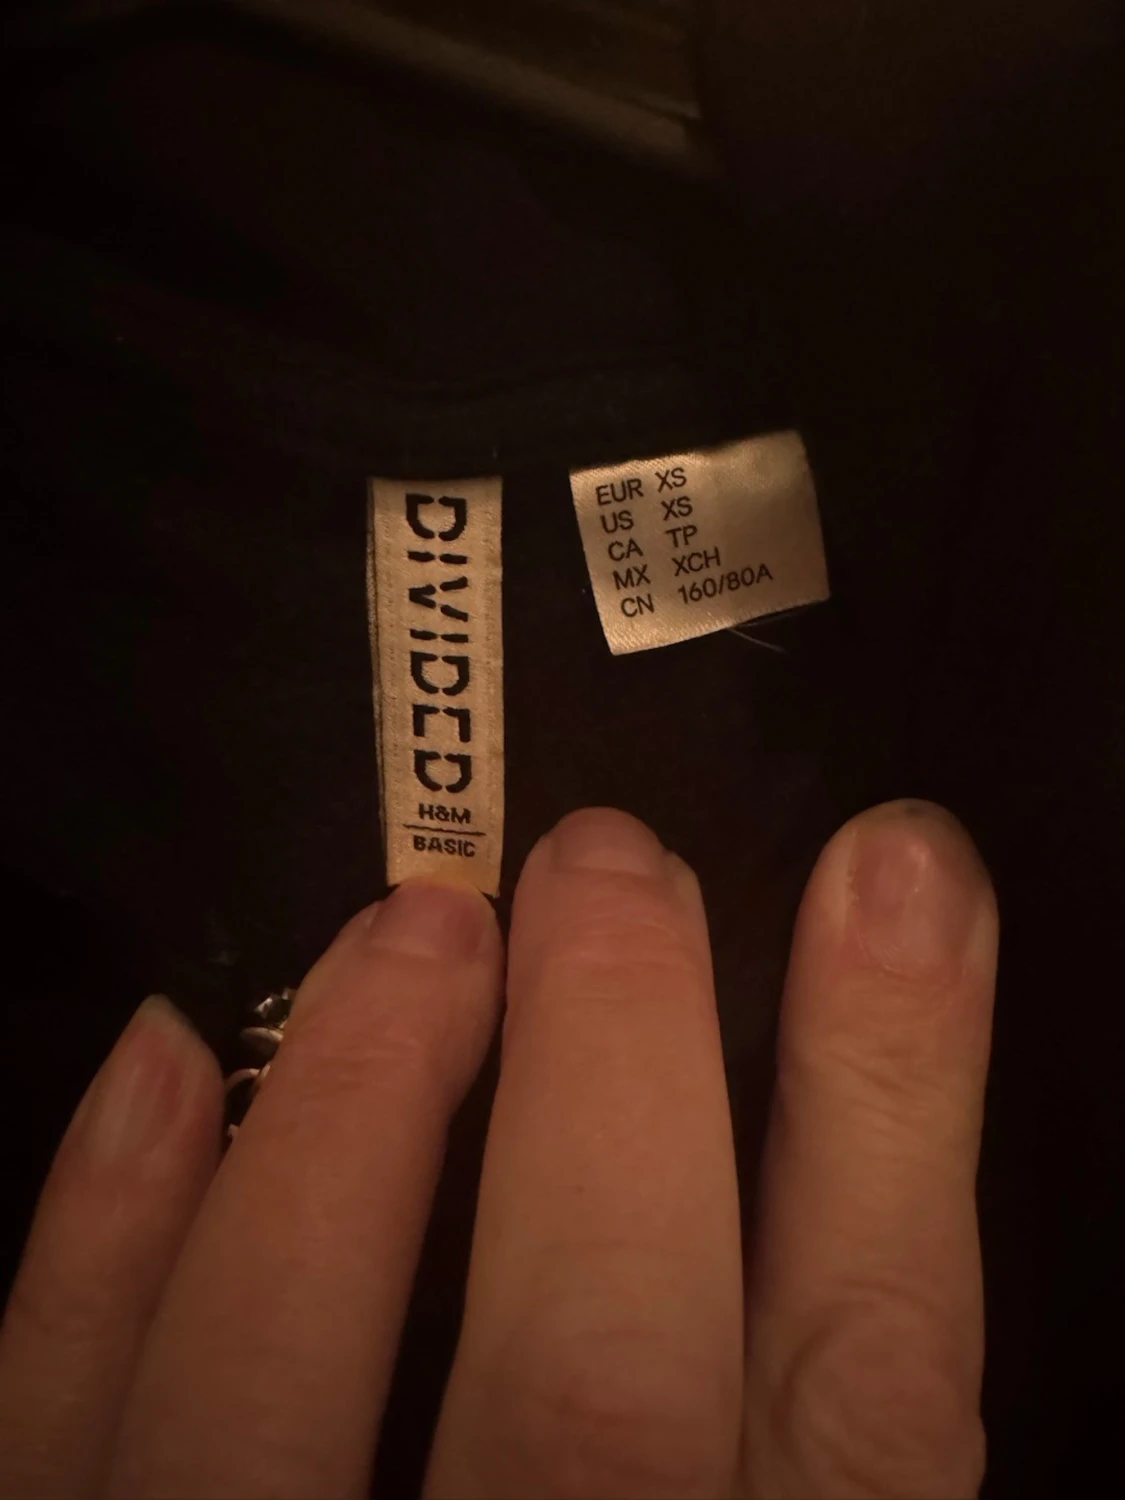 DIVIDED
H&M
BASIC
EUR XS
US XS
CA TP
MX XCH
CN 160/80A